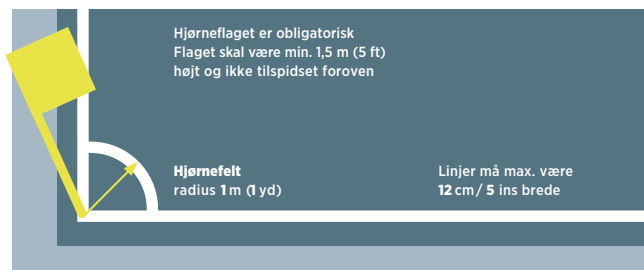 Hjørneflaget er obligatorisk
Flaget skal være min. 1,5 m (5 ft)
højt og ikke tilspidset foroven
Hjørnefelt
radius 1 m (1 yd)
Linjer må max. være
12 cm / 5 ins brede